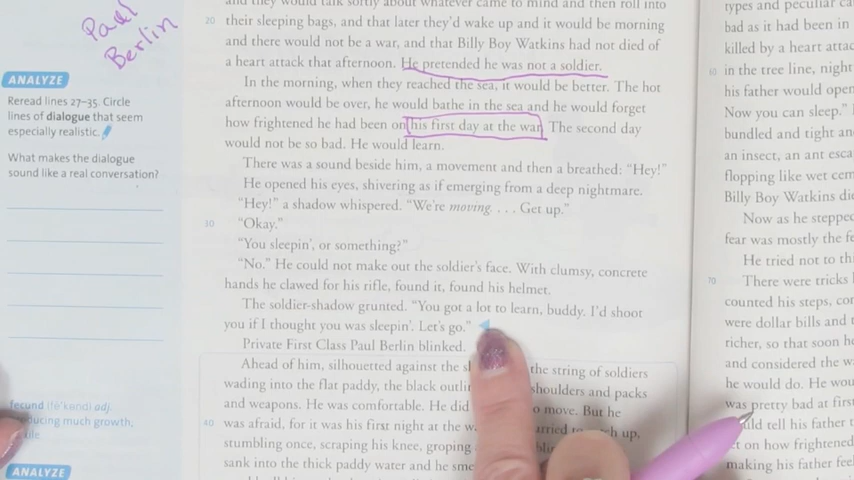 Paul
Berlin
and they would talk softly about whatever came to mind and then roll into
20
their sleeping bags, and that later they'd wake up and it would be morning
and there would not be a war, and that Billy Boy Watkins had not died of
a heart attack that afternoon. He pretended he was not a soldier.
In the morning, when they reached the sea, it would be better. The hot
afternoon would be over, he would bathe in the sea and he would forget
how frightened he had been on his first day at the war. The second day
would not be so bad. He would learn.
There was a sound beside him, a movement and then a breathed: “Hey!”
He opened his eyes, shivering as if emerging from a deep nightmare.
“Hey!” a shadow whispered. “We're moving . . . Get up.”
30
“Okay.”
“You sleepin', or something?”
“No.” He could not make out the soldier's face. With clumsy, concrete
hands he clawed for his rifle, found it, found his helmet.
The soldier-shadow grunted. “You got a lot to learn, buddy. I'd shoot
you if I thought you was sleepin'. Let's go.”
Private First Class Paul Berlin blinked.
Ahead of him, silhouetted against the the string of soldiers
wading into the flat paddy, the black shoulders and packs
and weapons. He was comfortable. He did move. But he
40
was afraid, for it was his first night at the up,
stumbling once, scraping his knee, groping
sank into the thick paddy water and he
ANALYZE
Reread lines 27–35. Circle
lines of dialogue that seem
especially realistic.
What makes the dialogue
sound like a real conversation?
fecund (fē′kənd) adj.
much growth,
ANALYZE
types and peculiar
bad as it had been in
killed by a heart
in the tree line, night
his father would
Now you can sleep.”
bundled and tight and
an insect, an ant
flopping like wet
Billy Boy Watkins
Now as he stepped
fear was mostly the
He tried not to
70
There were tricks
counted his steps,
were dollar bills and
richer, so that soon
and considered the
he would do. He
was pretty bad at first
tell his father
on how frightened
making his father